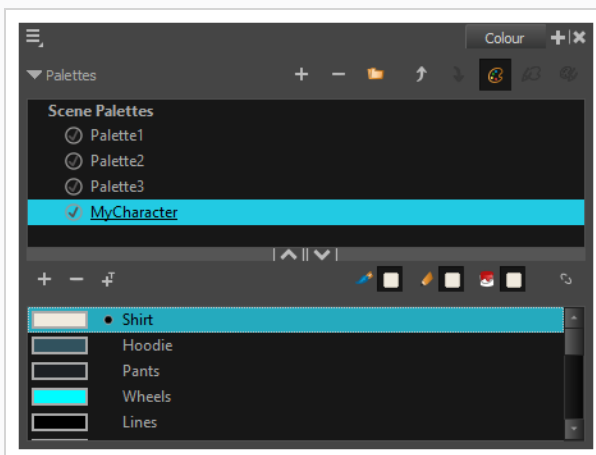 Colour
Palettes
Scene Palettes
Palette1
Palette2
Palette3
MyCharacter
Shirt
Hoodie
Pants
Wheels
Lines